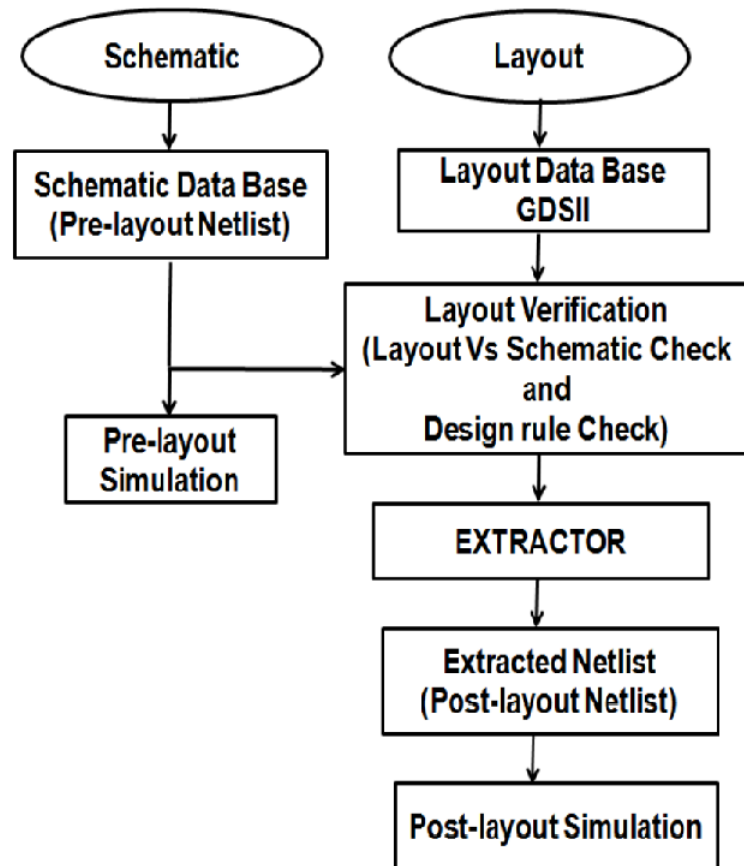 Schematic
Layout
Schematic Data Base
(Pre-layout Netlist)
Layout Data Base
GDSII
Layout Verification
(Layout Vs Schematic Check
and
Design rule Check)
Pre-layout
Simulation
EXTRACTOR
Extracted Netlist
(Post-layout Netlist)
Post-layout Simulation